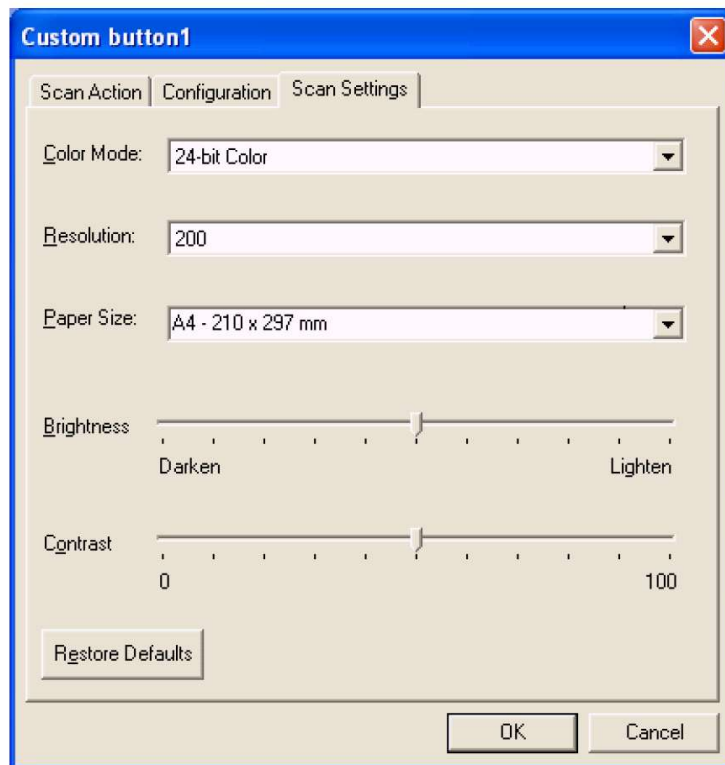 Custom button1
Scan Action Configuration Scan Settings
Color Mode: 24-bit Color
Resolution: 200
Paper Size: A4 - 210 x 297 mm
Brightness
Darken Lighten
Contrast
0 100
Restore Defaults
OK Cancel